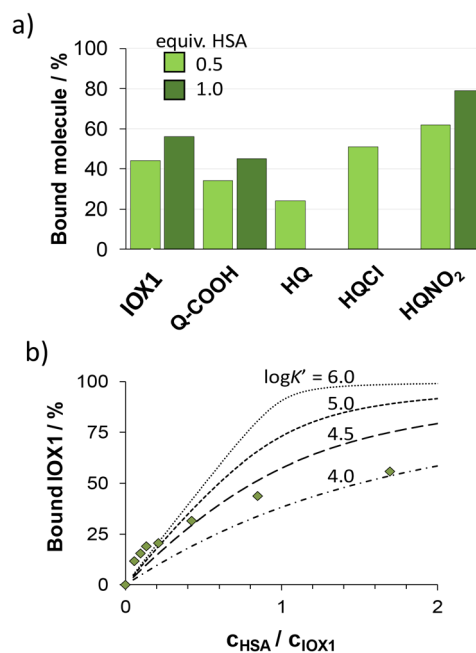 a)
equiv. HSA
0.5
1.0
Bound molecule / %
100
80
60
40
20
0
IOX1
Q-COOH
HQ
HQCl
HQNO₂
b)
logK' = 6.0
5.0
4.5
4.0
Bound IOX1 / %
100
75
50
25
0
0
1
2
cHSA / cIOX1